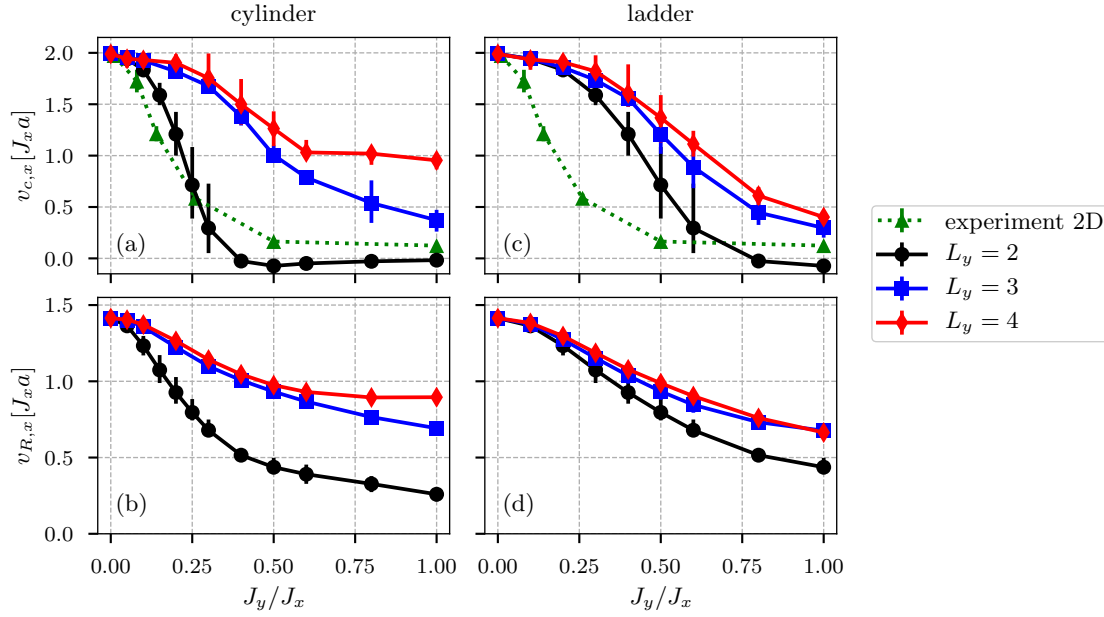 cylinder
ladder
2.0
1.5
1.0
0.5
0.0
v_{c,x} [J_x a]
(a)
(c)
experiment 2D
L_y = 2
L_y = 3
L_y = 4
1.5
1.0
0.5
0.0
v_{R,x} [J_x a]
(b)
(d)
0.00 0.25 0.50 0.75 1.00
0.00 0.25 0.50 0.75 1.00
J_y/J_x
J_y/J_x